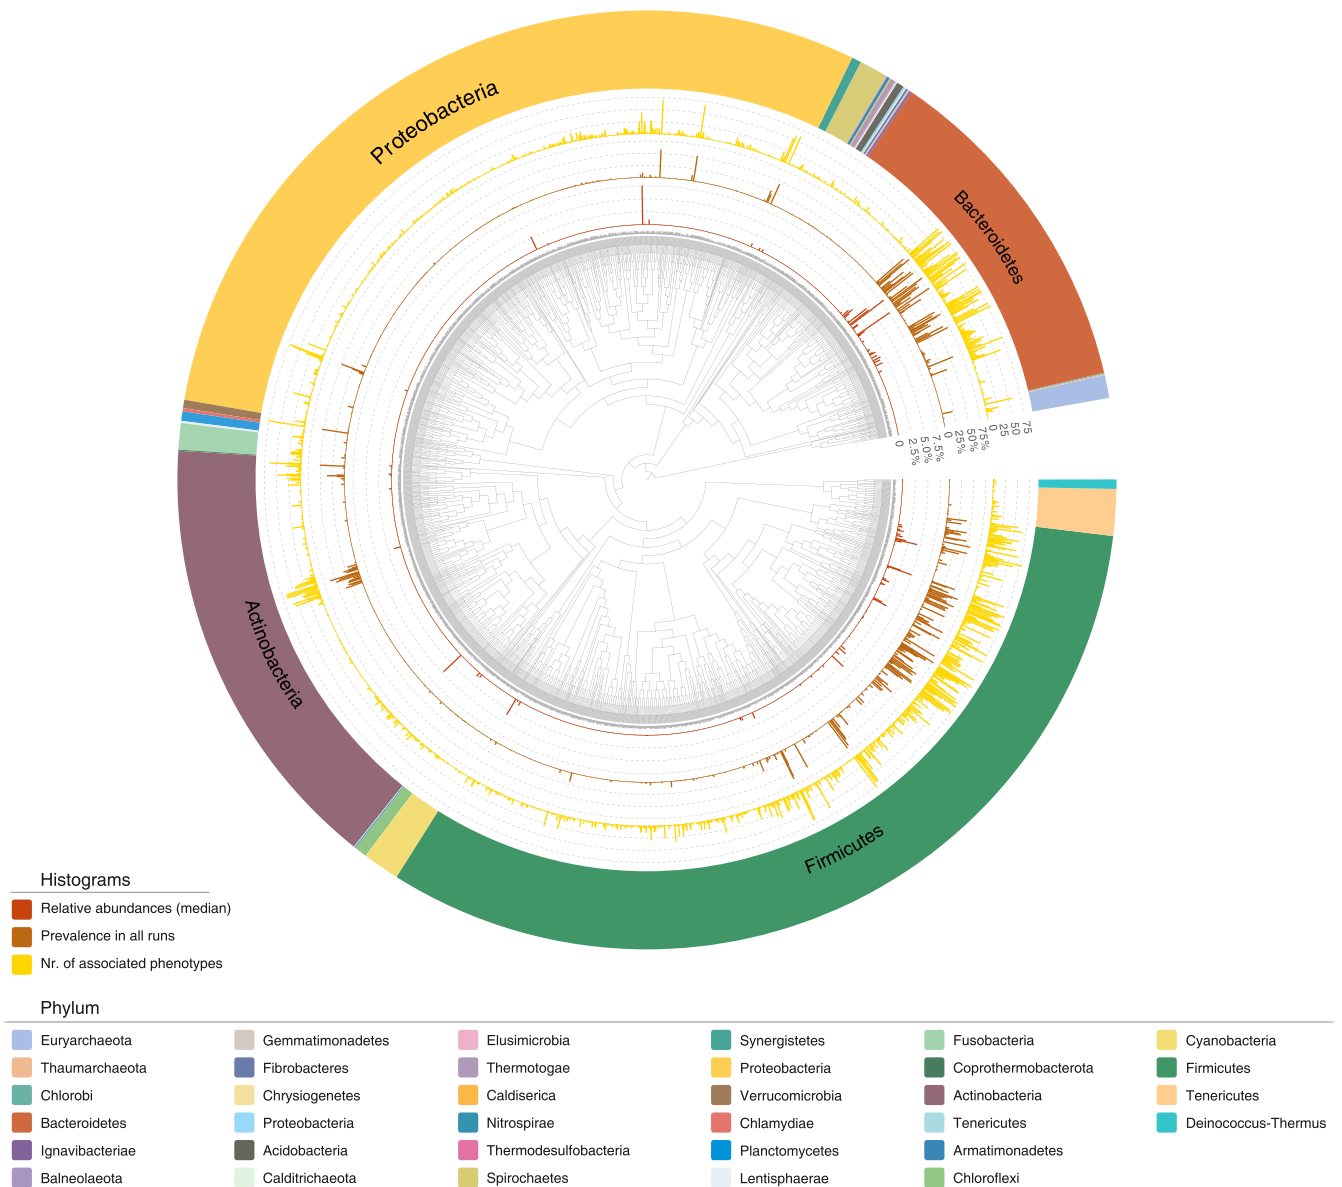 Proteobacteria
Bacteroidetes
0
2.5%
5.0%
7.5%
0
25%
50%
75%
0
25
50
75
Actinobacteria
Firmicutes
Histograms
Relative abundances (median)
Prevalence in all runs
Nr. of associated phenotypes
Phylum
Euryarchaeota
Thaumarchaeota
Chlorobi
Bacteroidetes
Ignavibacteriae
Balneolaeota
Gemmatimonadetes
Fibrobacteres
Chrysiogenetes
Proteobacteria
Acidobacteria
Calditrichaeota
Elusimicrobia
Thermotogae
Caldiserica
Nitrospirae
Thermodesulfobacteria
Spirochaetes
Synergistetes
Proteobacteria
Verrucomicrobia
Chlamydiae
Planctomycetes
Lentisphaerae
Fusobacteria
Coprothermobacterota
Actinobacteria
Tenericutes
Armatimonadetes
Chloroflexi
Cyanobacteria
Firmicutes
Tenericutes
Deinococcus-Thermus